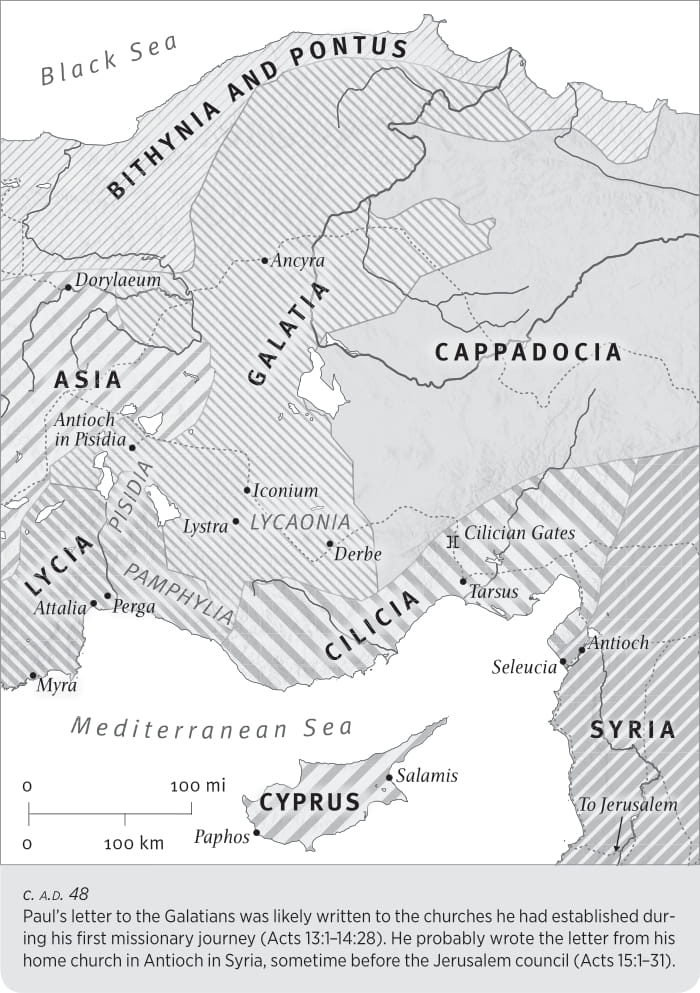 Black Sea
BITHYNIA AND PONTUS
Ancyra
Dorylaeum
GALATIA
CAPPADOCIA
ASIA
Antioch
in Pisidia
PISIDIA
Iconium
Lystra
LYCAONIA
Cilician Gates
Derbe
LYCIA
PAMPHYLIA
Tarsus
Attalia
Perga
CILICIA
Antioch
Seleucia
Myra
Mediterranean Sea
SYRIA
Salamis
0
100 mi
CYPRUS
To Jerusalem
Paphos
0
100 km
C. A.D. 48
Paul’s letter to the Galatians was likely written to the churches he had established dur-
ing his first missionary journey (Acts 13:1–14:28). He probably wrote the letter from his
home church in Antioch in Syria, sometime before the Jerusalem council (Acts 15:1–31).